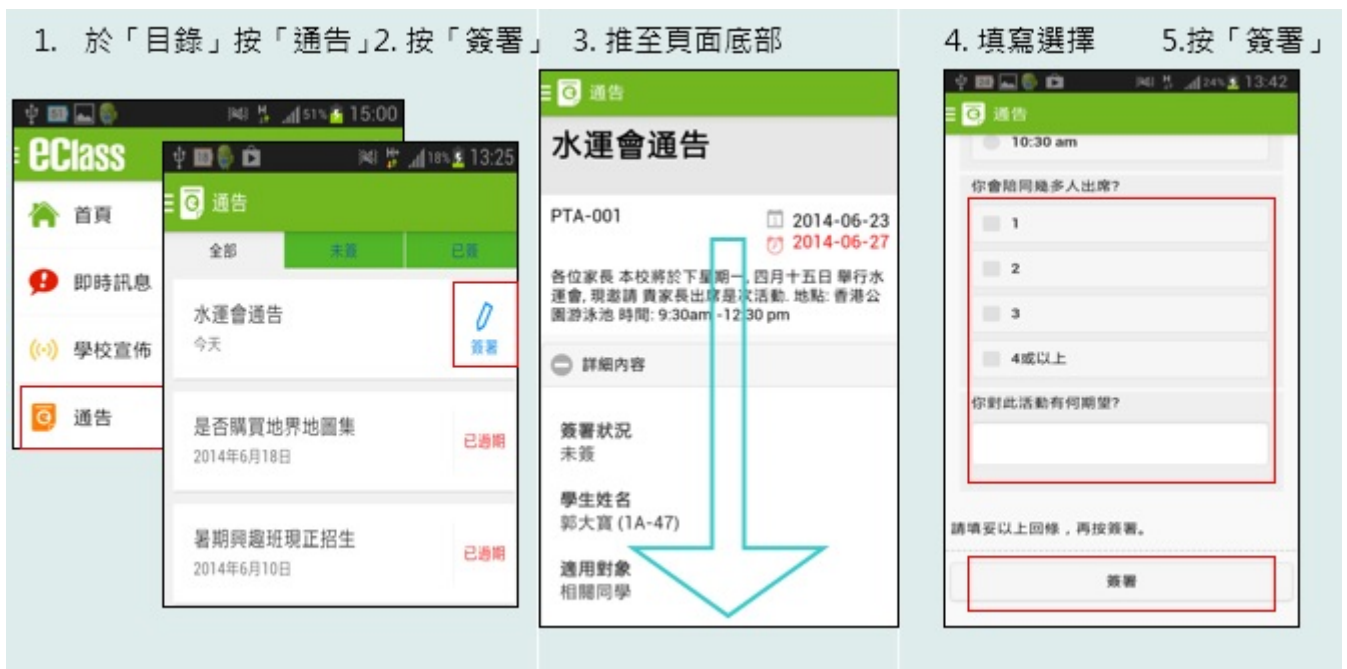 1. 於「目錄」按「通告」2. 按「簽署」
3. 推至頁面底部
4. 填寫選擇 5.按「簽署」
51% 15:00
eClass
首頁
即時訊息
學校宣佈
通告
18% 13:25
通告
全部 未簽 已簽
水運會通告
今天
簽署
是否購買地界地圖集
2014年6月18日
已過期
暑期興趣班現正招生
2014年6月10日
已過期
通告
水運會通告
PTA-001
2014-06-23
2014-06-27
各位家長 本校將於下星期一, 四月十五日 舉行水
運會, 現邀請 貴家長出席是次活動. 地點: 香港公
園游泳池 時間: 9:30am -12:30 pm
詳細內容
簽署狀況
未簽
學生姓名
郭大寶 (1A-47)
適用對象
相關同學
24% 13:42
通告
10:30 am
你會陪同幾多人出席?
1
2
3
4或以上
你對此活動有何期望?
請填妥以上回條，再按簽署。
簽署